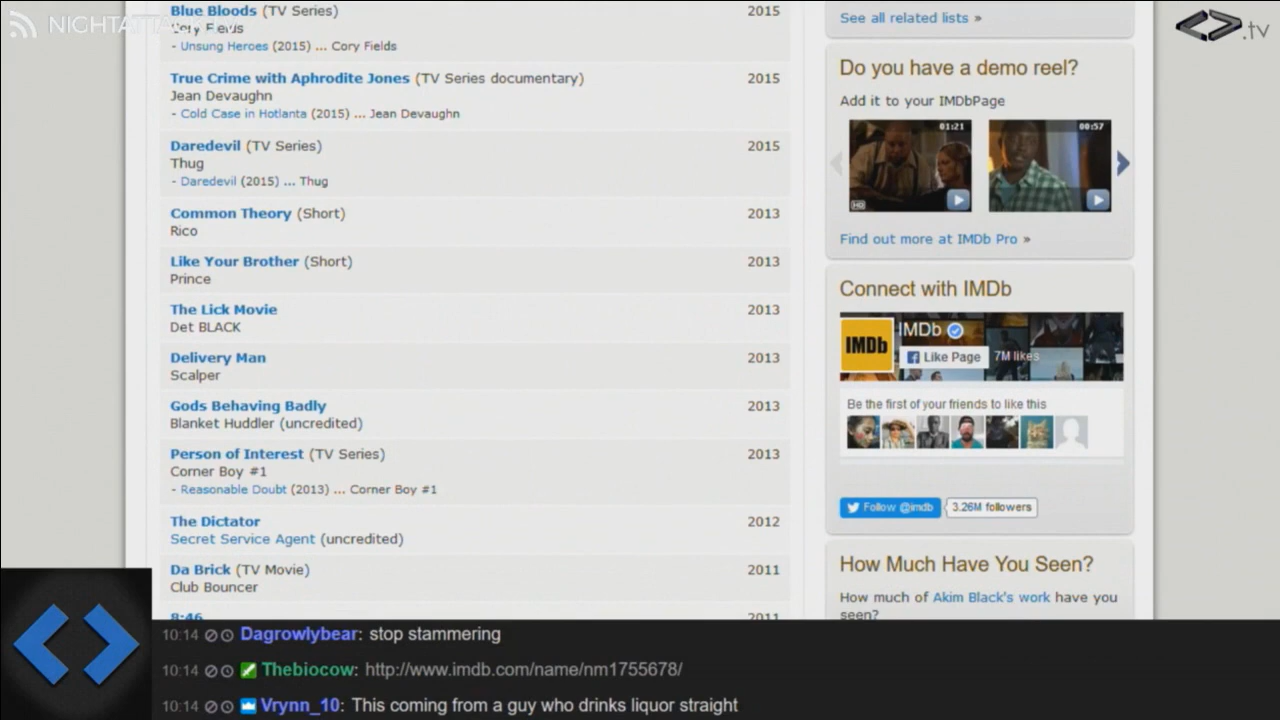 NIGHTATTACK.TV
Blue Bloods (TV Series) 2015
Cory Fields
- Unsung Heroes (2015) ... Cory Fields
True Crime with Aphrodite Jones (TV Series documentary) 2015
Jean Devaughn
- Cold Case in Hotlanta (2015) ... Jean Devaughn
Daredevil (TV Series) 2015
Thug
- Daredevil (2015) ... Thug
Common Theory (Short) 2013
Rico
Like Your Brother (Short) 2013
Prince
The Lick Movie 2013
Det BLACK
Delivery Man 2013
Scalper
Gods Behaving Badly 2013
Blanket Huddler (uncredited)
Person of Interest (TV Series) 2013
Corner Boy #1
- Reasonable Doubt (2013) ... Corner Boy #1
The Dictator 2012
Secret Service Agent (uncredited)
Da Brick (TV Movie) 2011
Club Bouncer
8:46 2011
.tv
See all related lists »
Do you have a demo reel?
Add it to your IMDbPage
01:21 00:57
HD
Find out more at IMDb Pro »
Connect with IMDb
IMDb
IMDb
Like Page 7M likes
Be the first of your friends to like this
Follow @imdb 3.26M followers
How Much Have You Seen?
How much of Akim Black's work have you
seen?
10:14 Dagrowlybear: stop stammering
10:14 Thebiocow: http://www.imdb.com/name/nm1755678/
10:14 Vrynn_10: This coming from a guy who drinks liquor straight